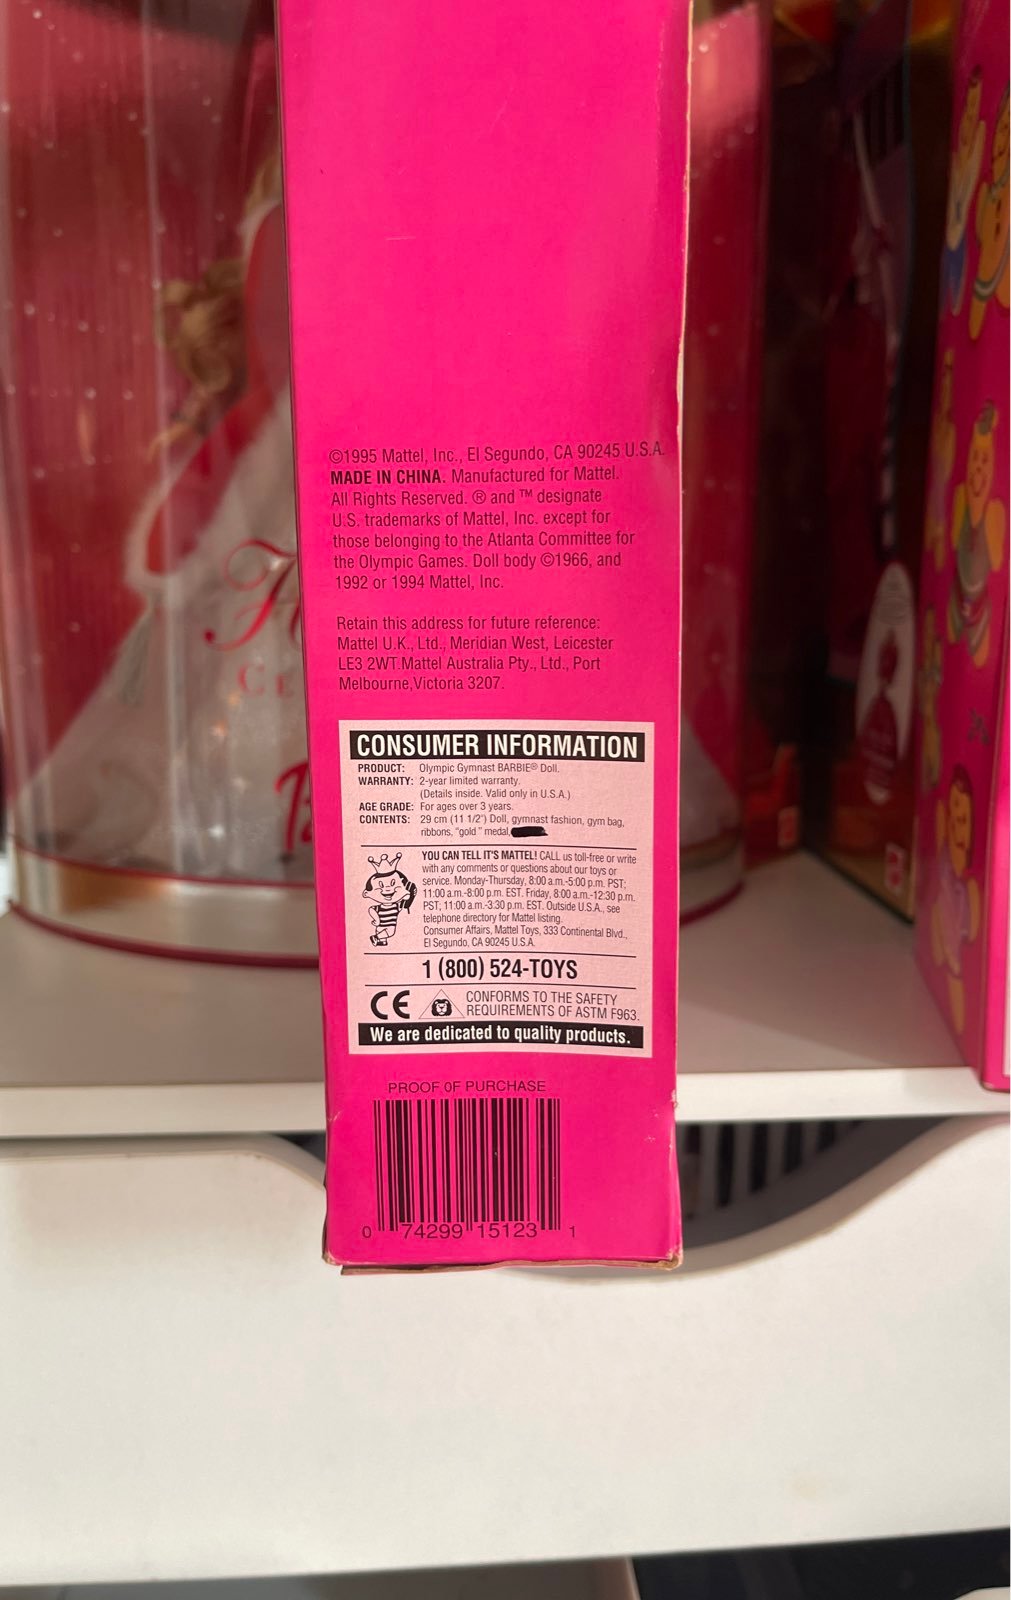 ©1995 Mattel, Inc., El Segundo, CA 90245 U.S.A.
MADE IN CHINA. Manufactured for Mattel.
All Rights Reserved. ® and ™ designate
U.S. trademarks of Mattel, Inc. except for
those belonging to the Atlanta Committee for
the Olympic Games. Doll body ©1966, and
1992 or 1994 Mattel, Inc.
Retain this address for future reference:
Mattel U.K., Ltd., Meridian West, Leicester
LE3 2WT. Mattel Australia Pty., Ltd., Port
Melbourne, Victoria 3207.
CONSUMER INFORMATION
PRODUCT: Olympic Gymnast BARBIE® Doll.
WARRANTY: 2-year limited warranty.
(Details inside. Valid only in U.S.A.)
AGE GRADE: For ages over 3 years.
CONTENTS: 29 cm (11 1/2") Doll, gymnast fashion, gym bag,
ribbons, "gold" medal,
YOU CAN TELL IT'S MATTEL! CALL us toll-free or write
with any comments or questions about our toys or
service. Monday-Thursday, 8:00 a.m.-5:00 p.m. PST;
11:00 a.m.-8:00 p.m. EST. Friday, 8:00 a.m.-12:30 p.m.
PST; 11:00 a.m.-3:30 p.m. EST. Outside U.S.A., see
telephone directory for Mattel listing.
Consumer Affairs, Mattel Toys, 333 Continental Blvd.,
El Segundo, CA 90245 U.S.A.
1 (800) 524-TOYS
CE
CONFORMS TO THE SAFETY
REQUIREMENTS OF ASTM F963.
We are dedicated to quality products.
PROOF OF PURCHASE
0 74299 15123 1